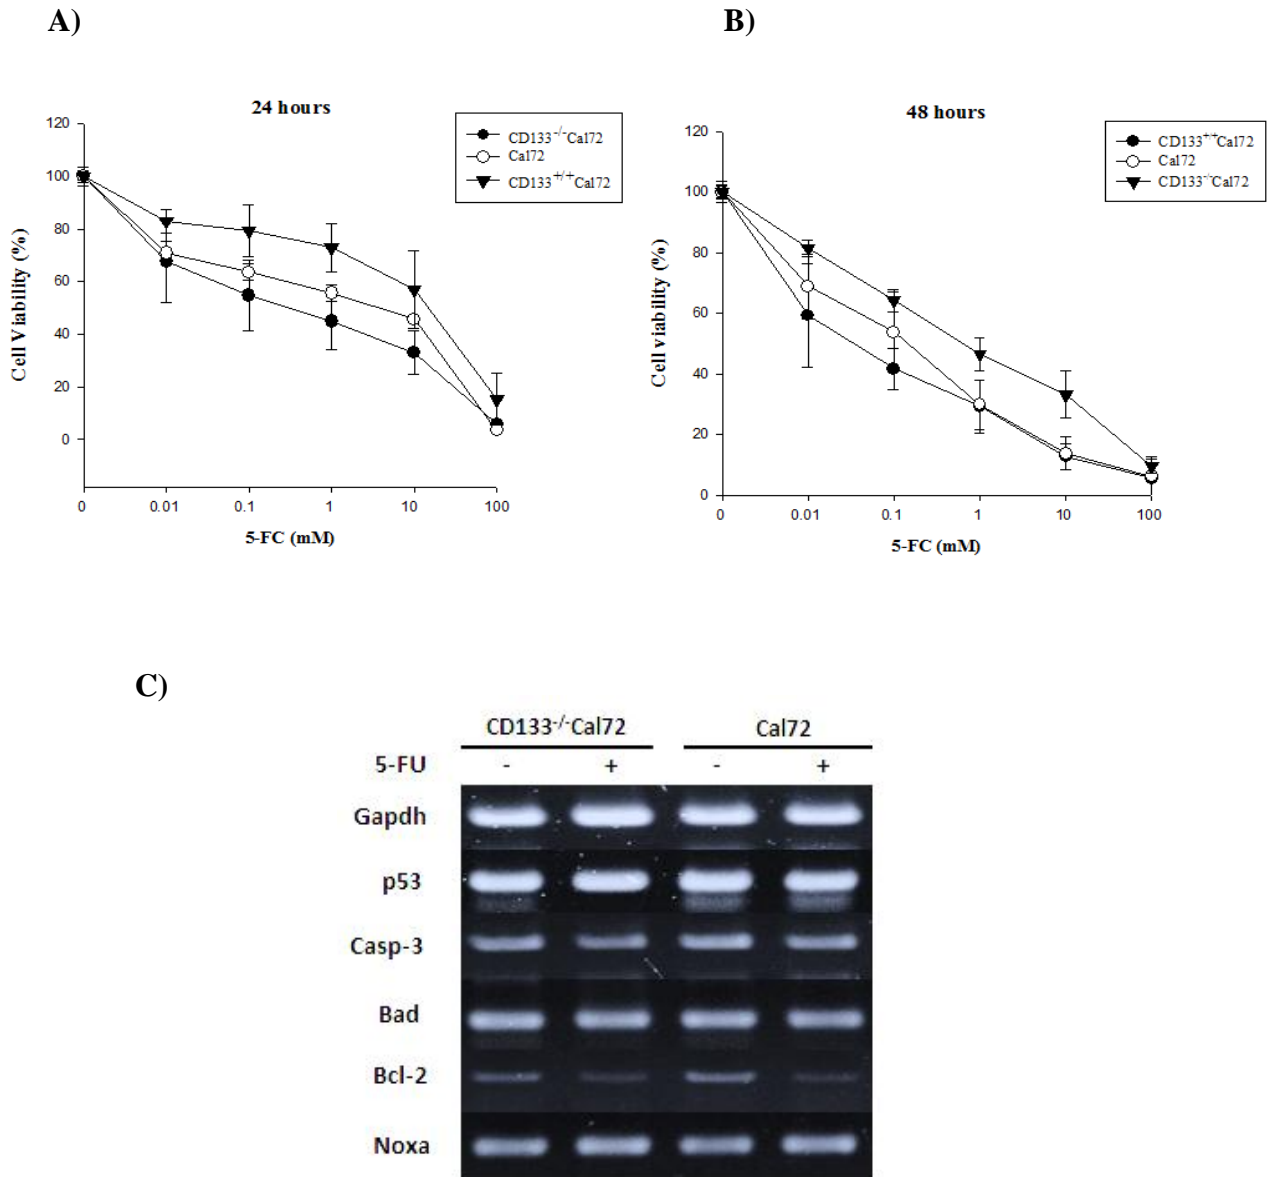 A)
24 hours
CD133-/-Cal72
Cal72
CD133+/+Cal72
120
100
80
60
40
20
0
Cell Viability (%)
0 0.01 0.1 1 10 100
5-FC (mM)
B)
48 hours
CD133+/+Cal72
Cal72
CD133-/-Cal72
120
100
80
60
40
20
0
Cell viability (%)
0 0.01 0.1 1 10 100
5-FC (mM)
C)
CD133-/-Cal72 Cal72
5-FU - + - +
Gapdh
p53
Casp-3
Bad
Bcl-2
Noxa